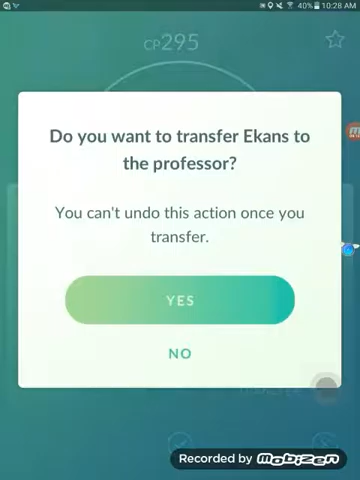 40% 10:28 AM
CP295
Do you want to transfer Ekans to
the professor?
You can't undo this action once you
transfer.
YES
NO
Recorded by mobizen